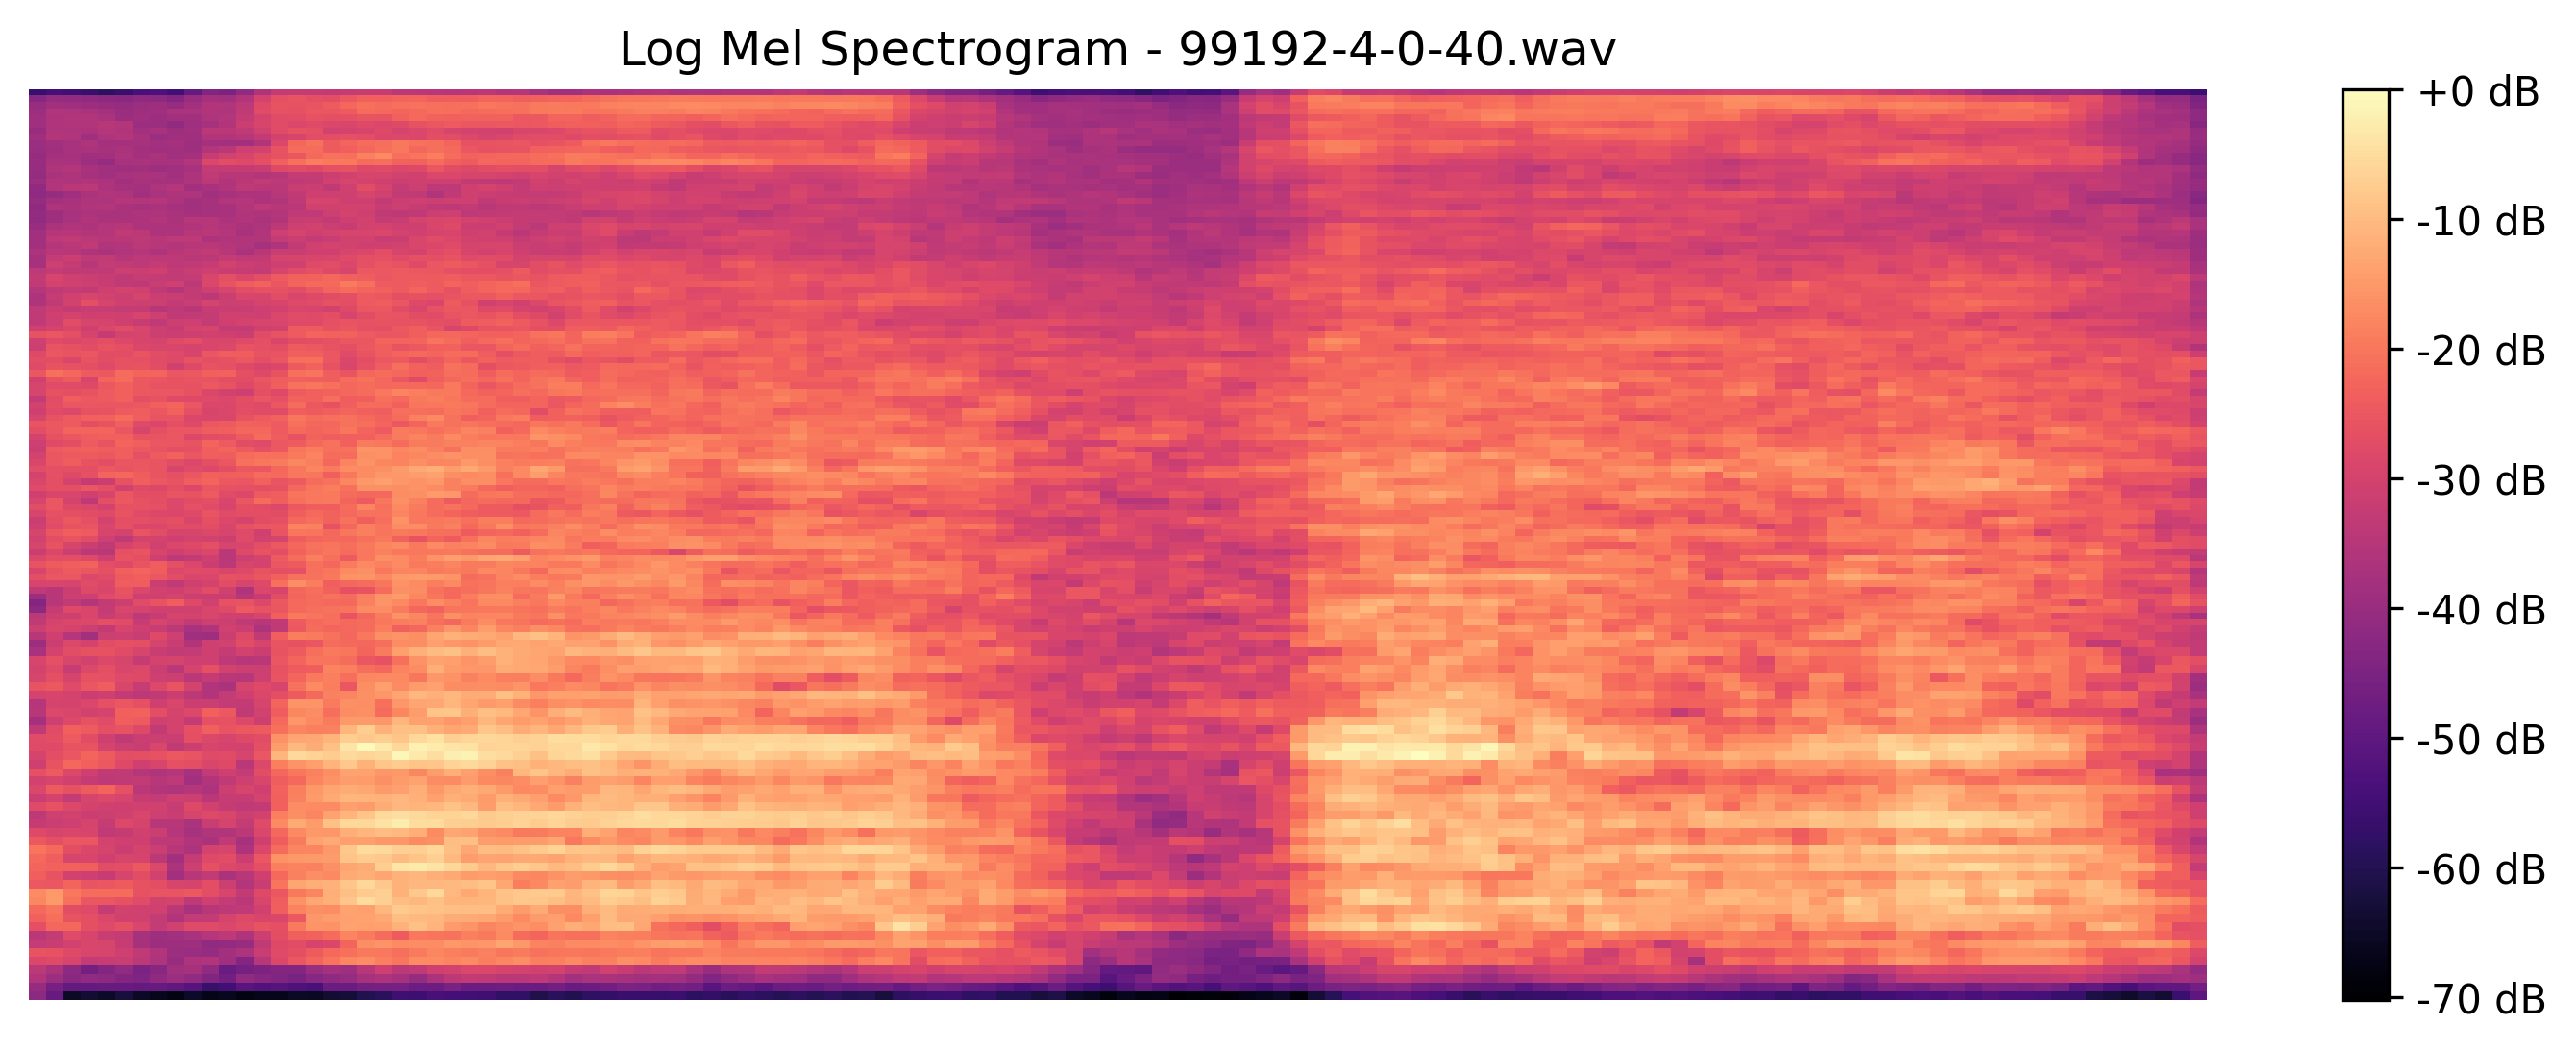 Log Mel Spectrogram - 99192-4-0-40.wav
+0 dB
-10 dB
-20 dB
-30 dB
-40 dB
-50 dB
-60 dB
-70 dB